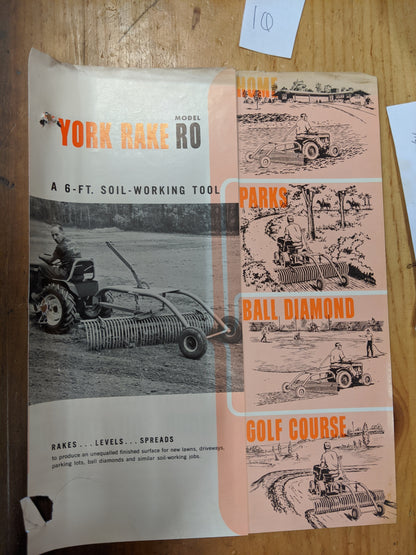 10
MODEL
YORK RAKE RO
A 6-FT. SOIL-WORKING TOOL
RAKES...LEVELS...SPREADS
to produce an unequalled finished surface for new lawns, driveways,
parking lots, ball diamonds and similar soil-working jobs.
HOME
PARKS
BALL DIAMOND
GOLF COURSE